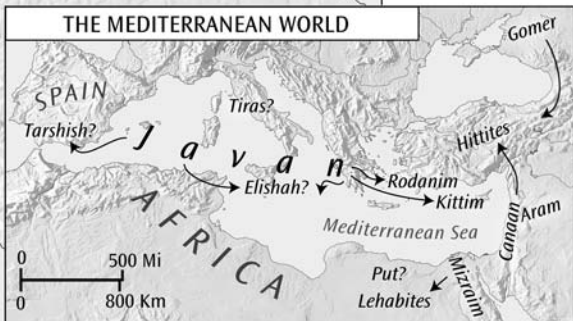 THE MEDITERRANEAN WORLD
Gomer
SPAIN
Tiras?
Tarshish?
Hittites
Javan
Elishah?
Rodanim
Kittim
Aram
Canaan
Mediterranean Sea
AFRICA
0 500 Mi
0 800 Km
Put?
Mizraim
Lehabites